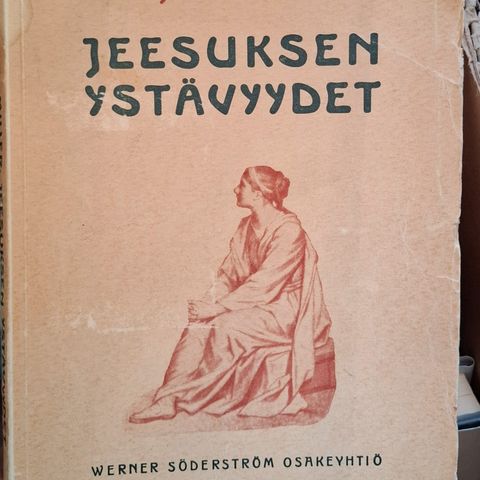 JEESUKSEN
YSTÄVYYDET
WERNER SÖDERSTRÖM OSAKEYHTIÖ